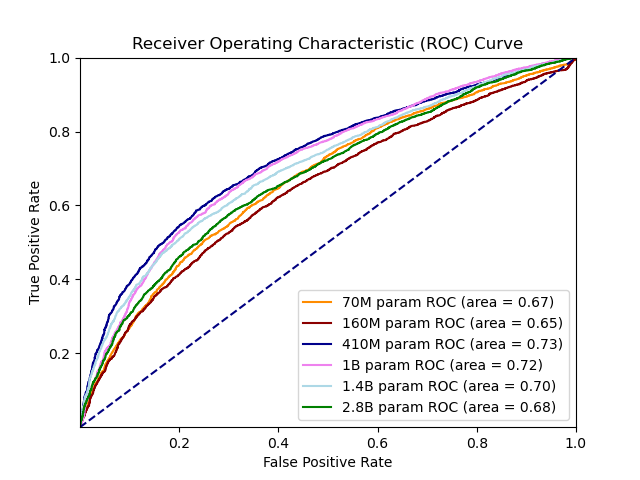 Receiver Operating Characteristic (ROC) Curve
1.0
0.8
0.6
0.4
0.2
True Positive Rate
70M param ROC (area = 0.67)
160M param ROC (area = 0.65)
410M param ROC (area = 0.73)
1B param ROC (area = 0.72)
1.4B param ROC (area = 0.70)
2.8B param ROC (area = 0.68)
0.2 0.4 0.6 0.8 1.0
False Positive Rate